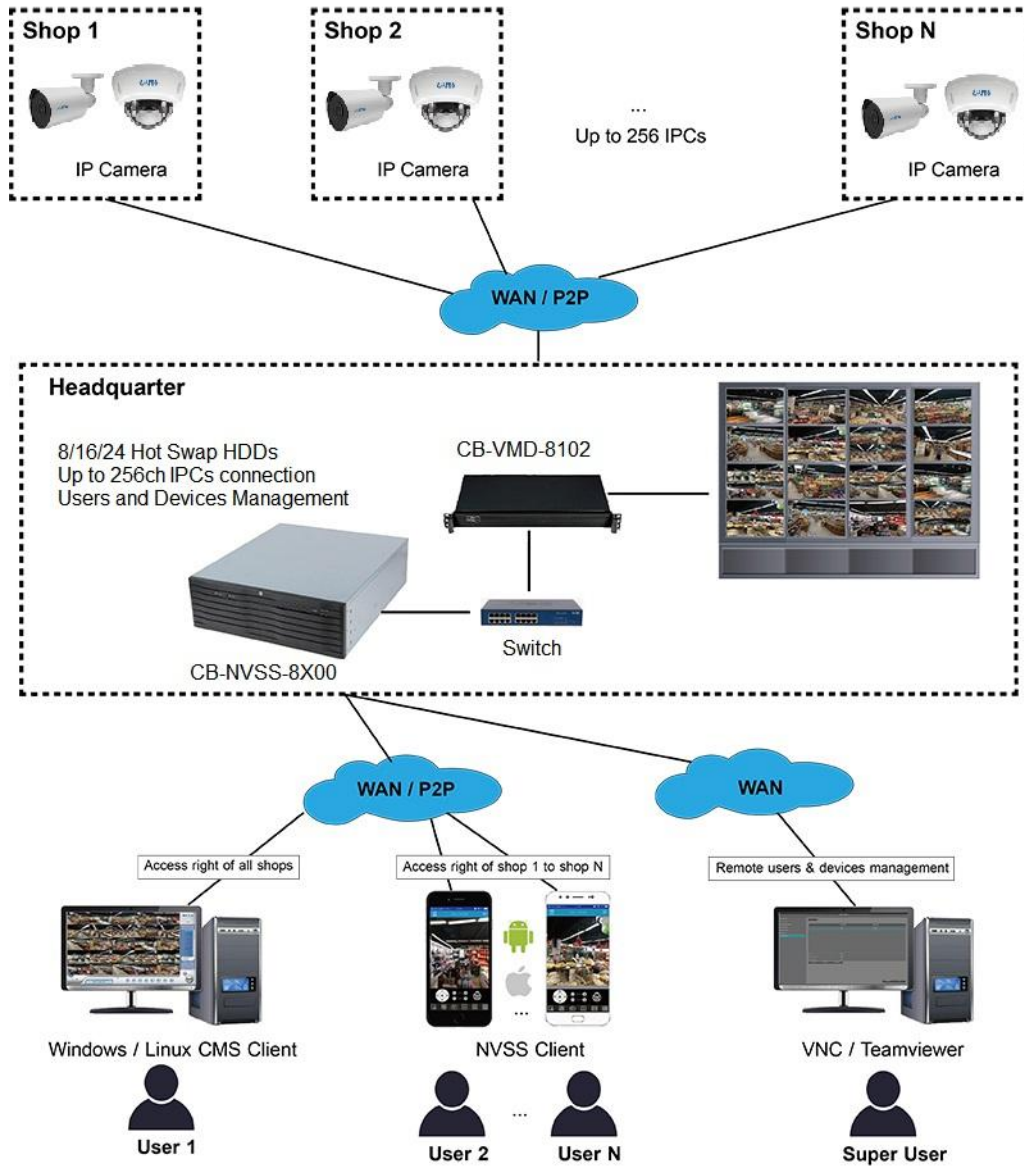 Shop 1
Shop 2
Shop N
...
Up to 256 IPCs
IP Camera
IP Camera
IP Camera
WAN / P2P
Headquarter
8/16/24 Hot Swap HDDs
Up to 256ch IPCs connection
Users and Devices Management
CB-VMD-8102
Switch
CB-NVSS-8X00
WAN / P2P
WAN
Access right of all shops
Access right of shop 1 to shop N
Remote users & devices management
...
Windows / Linux CMS Client
NVSS Client
VNC / Teamviewer
...
User 1
User 2
User N
Super User